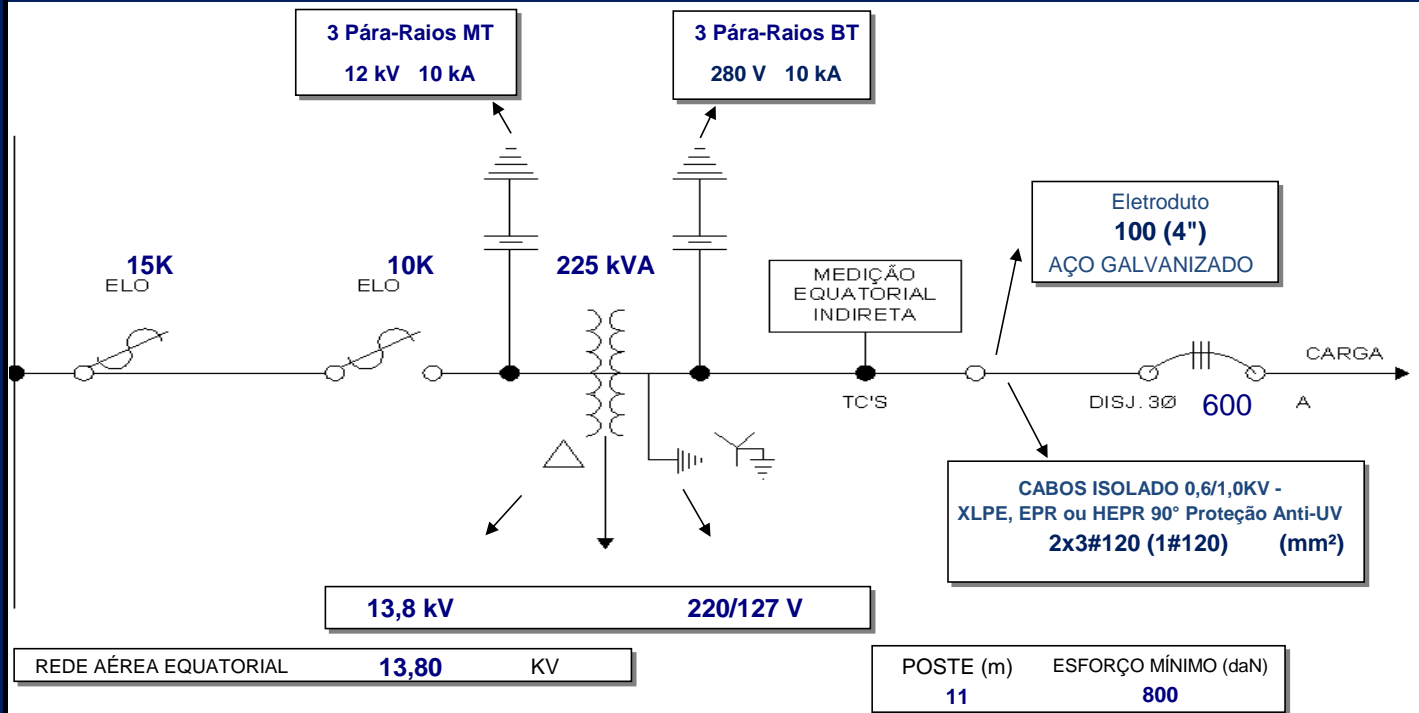 3 Pára-Raios MT
12 kV 10 kA
3 Pára-Raios BT
280 V 10 kA
Eletroduto
100 (4")
AÇO GALVANIZADO
15K
ELO
10K
ELO
225 kVA
MEDIÇÃO
EQUATORIAL
INDIRETA
CARGA
TC'S
DISJ. 3Ø 600 A
CABOS ISOLADO 0,6/1,0KV -
XLPE, EPR ou HEPR 90° Proteção Anti-UV
2x3#120 (1#120) (mm²)
13,8 kV 220/127 V
REDE AÉREA EQUATORIAL 13,80 KV
POSTE (m) ESFORÇO MÍNIMO (daN)
11 800